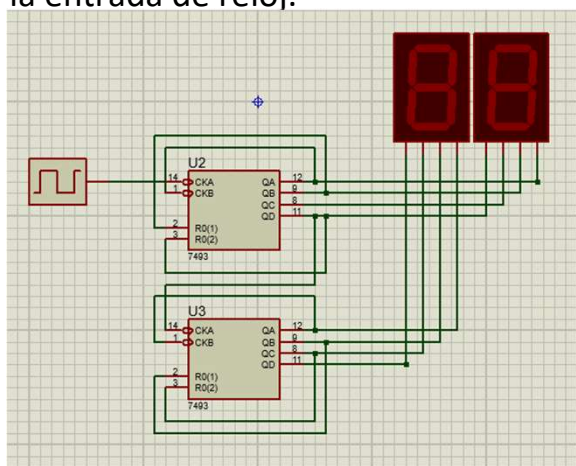 la entrada de reloj.
U2
14 CKA QA 12
1 CKB QB 9
QC 8
QD 11
2 R0(1)
3 R0(2)
7493
U3
14 CKA QA 12
1 CKB QB 9
QC 8
QD 11
2 R0(1)
3 R0(2)
7493